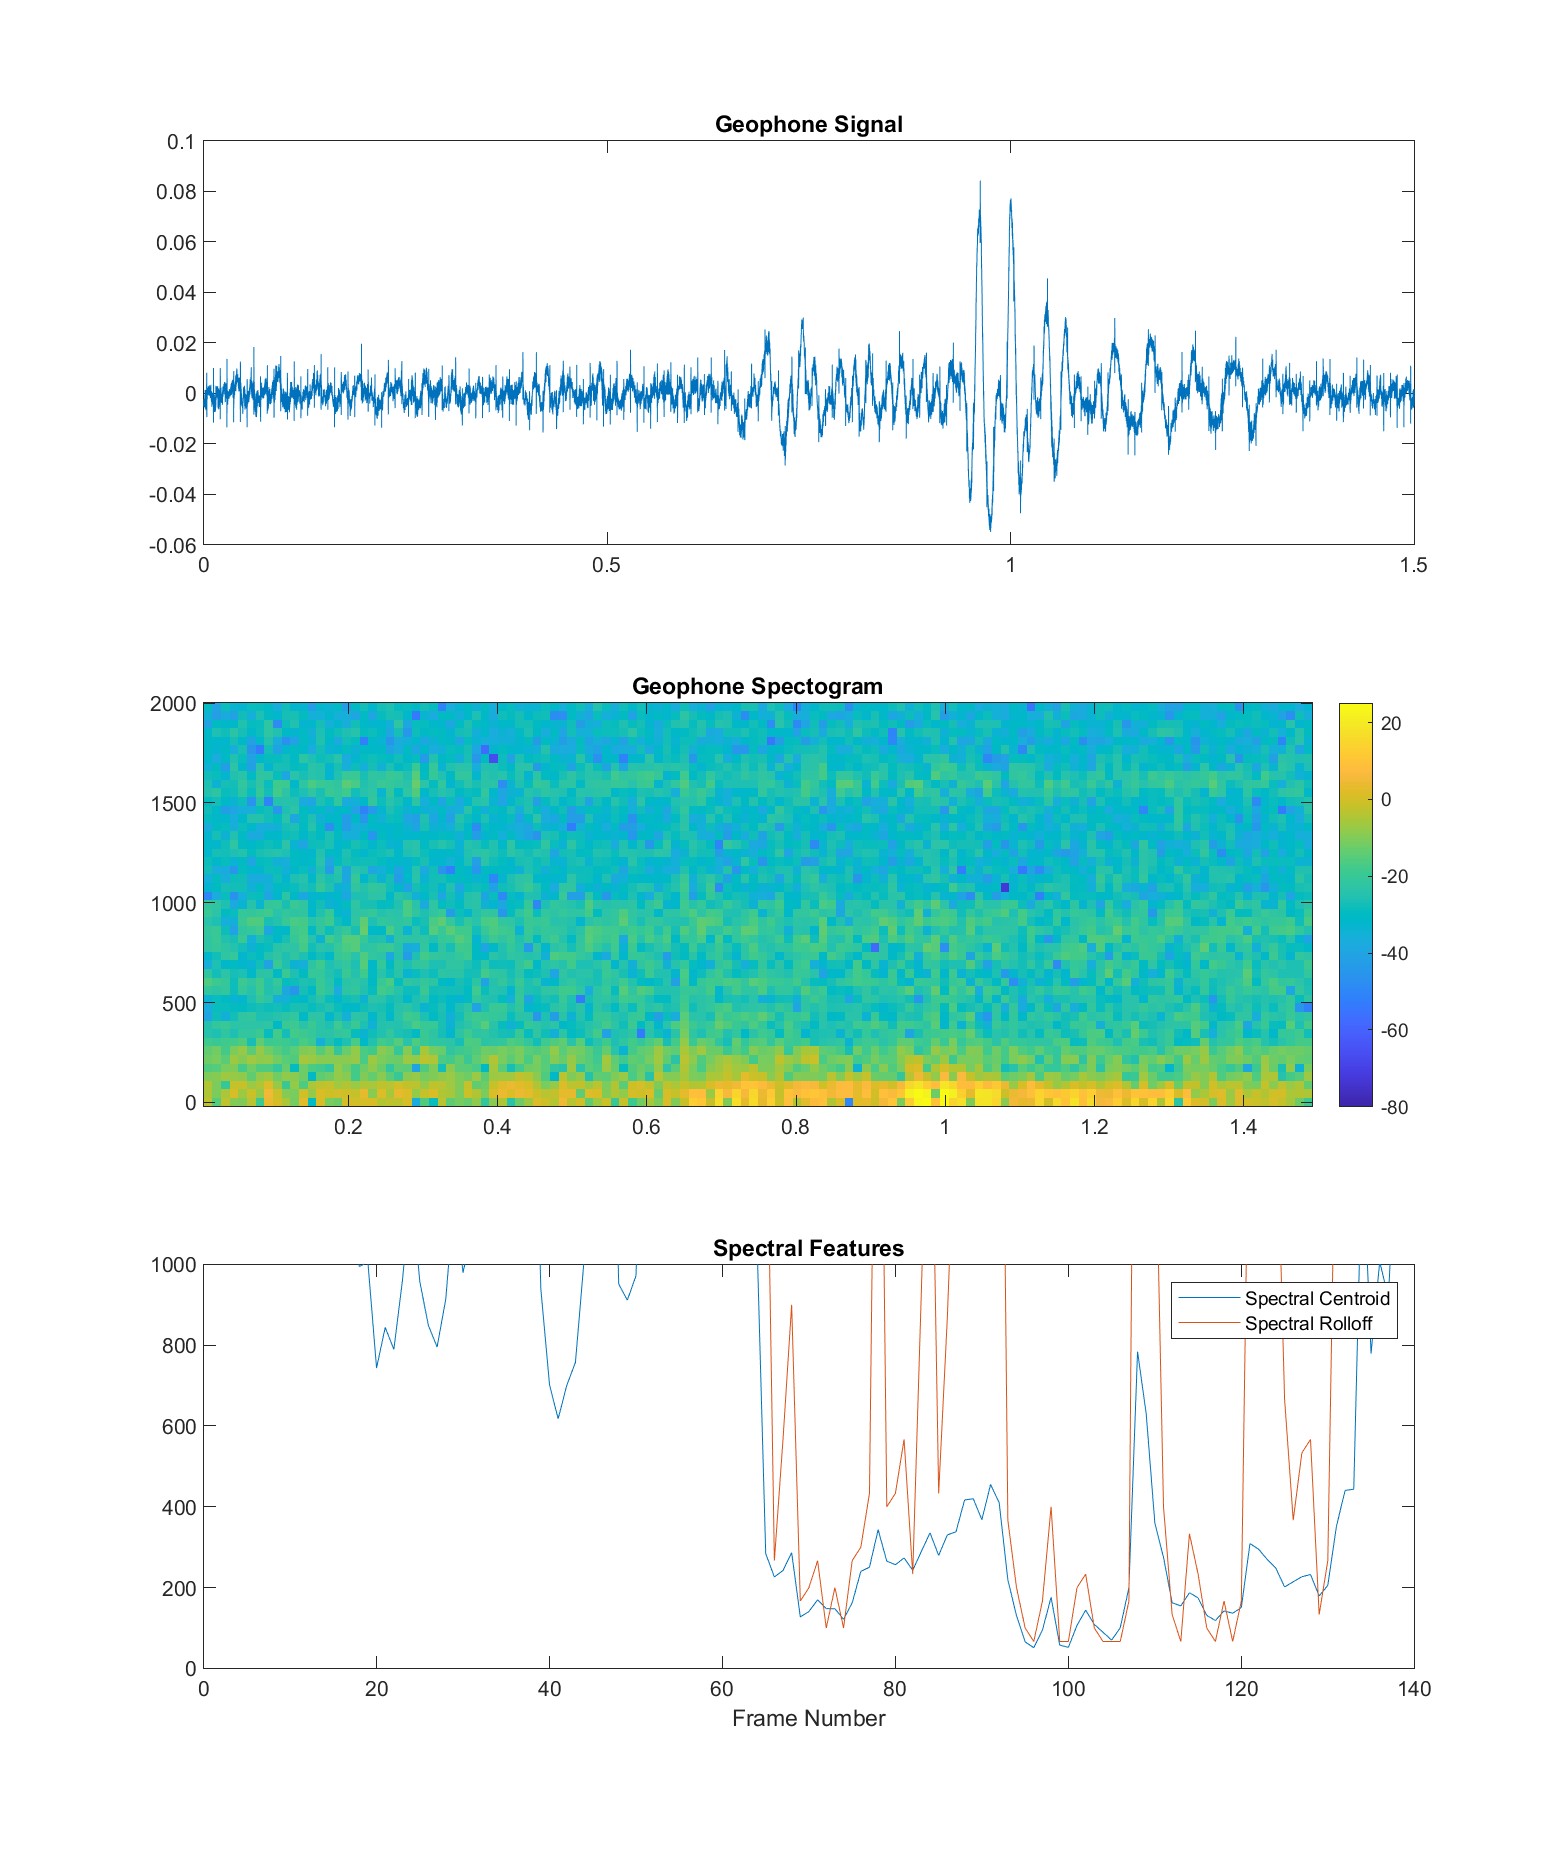 Geophone Signal
0.1
0.08
0.06
0.04
0.02
0
-0.02
-0.04
-0.06
0 0.5 1 1.5
Geophone Spectogram
2000
1500
1000
500
0
0.2 0.4 0.6 0.8 1 1.2 1.4
20
0
-20
-40
-60
-80
Spectral Features
1000
800
600
400
200
0
Spectral Centroid
Spectral Rolloff
0 20 40 60 80 100 120 140
Frame Number